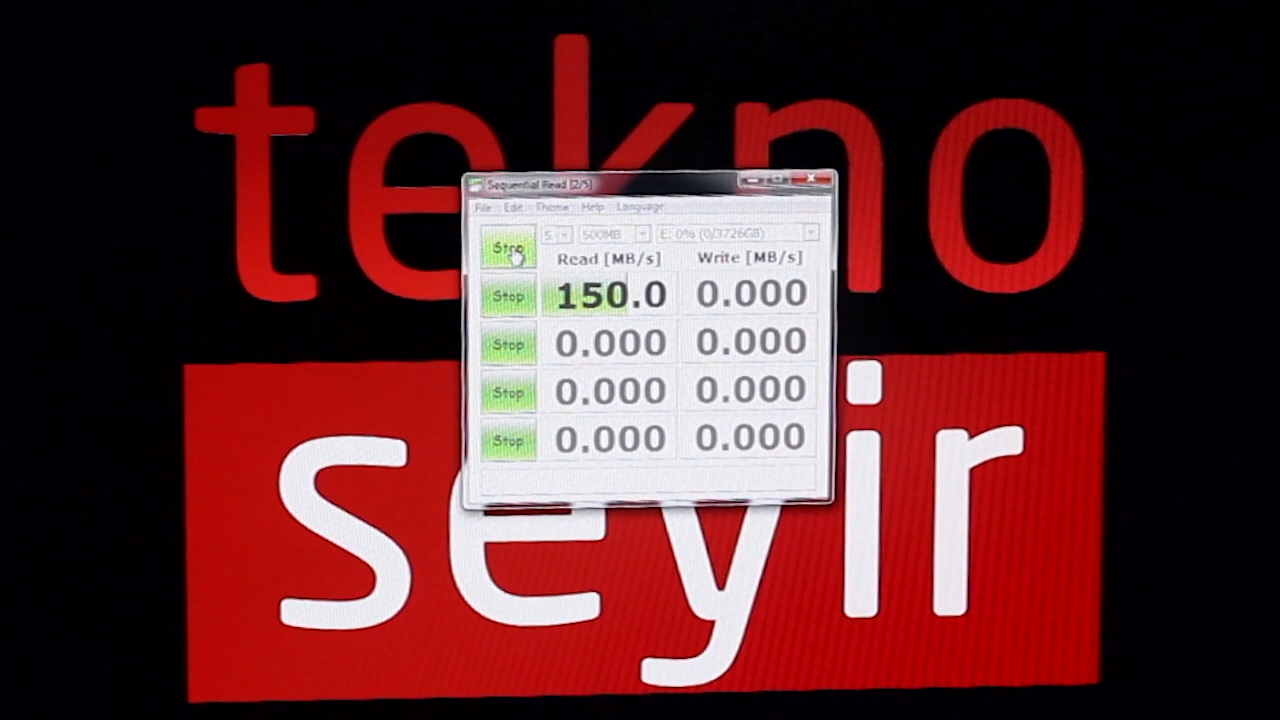 tekno
seyir
Sequential Read [2/5]
File Edit Theme Help Language
Stop 5 500MB E: 0% (0/3726GB)
Read [MB/s] Write [MB/s]
Stop 150.0 0.000
Stop 0.000 0.000
Stop 0.000 0.000
Stop 0.000 0.000